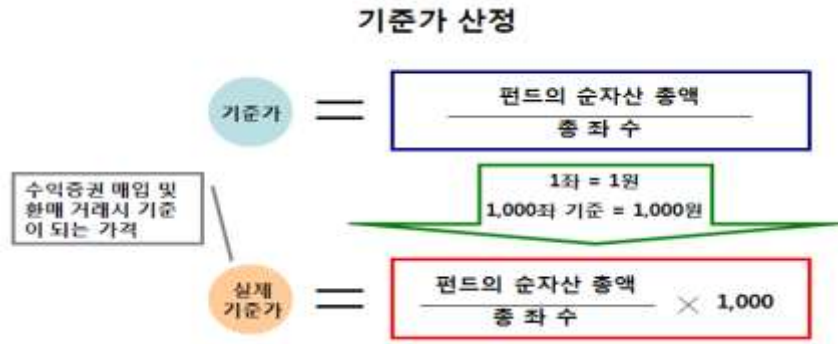 기준가 산정
기준가
펀드의 순자산 총액
총 좌 수
1좌 = 1원
1,000좌 기준 = 1,000원
수익증권 매입 및
환매 거래시 기준
이 되는 가격
실제
기준가
펀드의 순자산 총액
총 좌 수
× 1,000